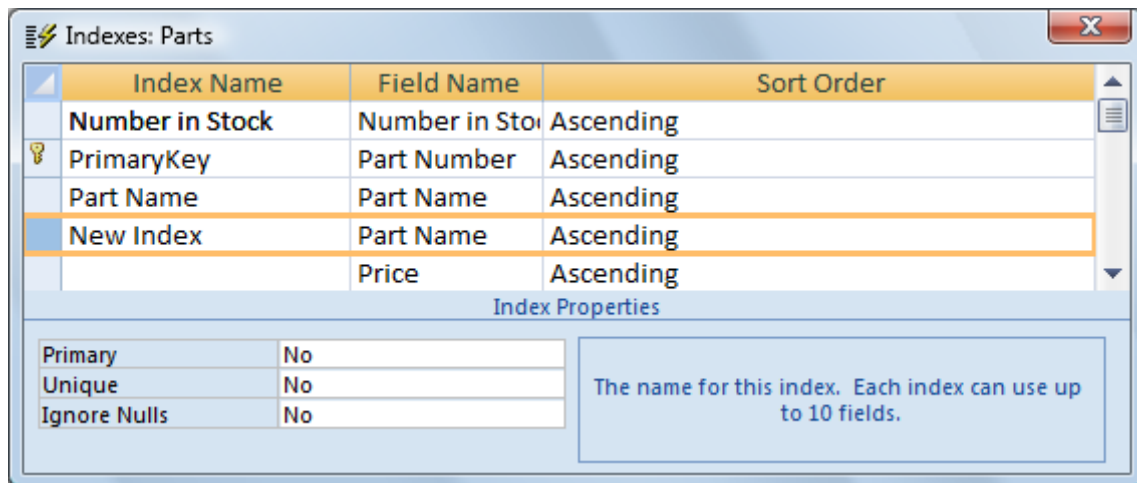 Indexes: Parts
Index Name Field Name Sort Order
Number in Stock Number in Sto Ascending
PrimaryKey Part Number Ascending
Part Name Part Name Ascending
New Index Part Name Ascending
Price Ascending
Index Properties
Primary No
Unique No
Ignore Nulls No
The name for this index. Each index can use up
to 10 fields.